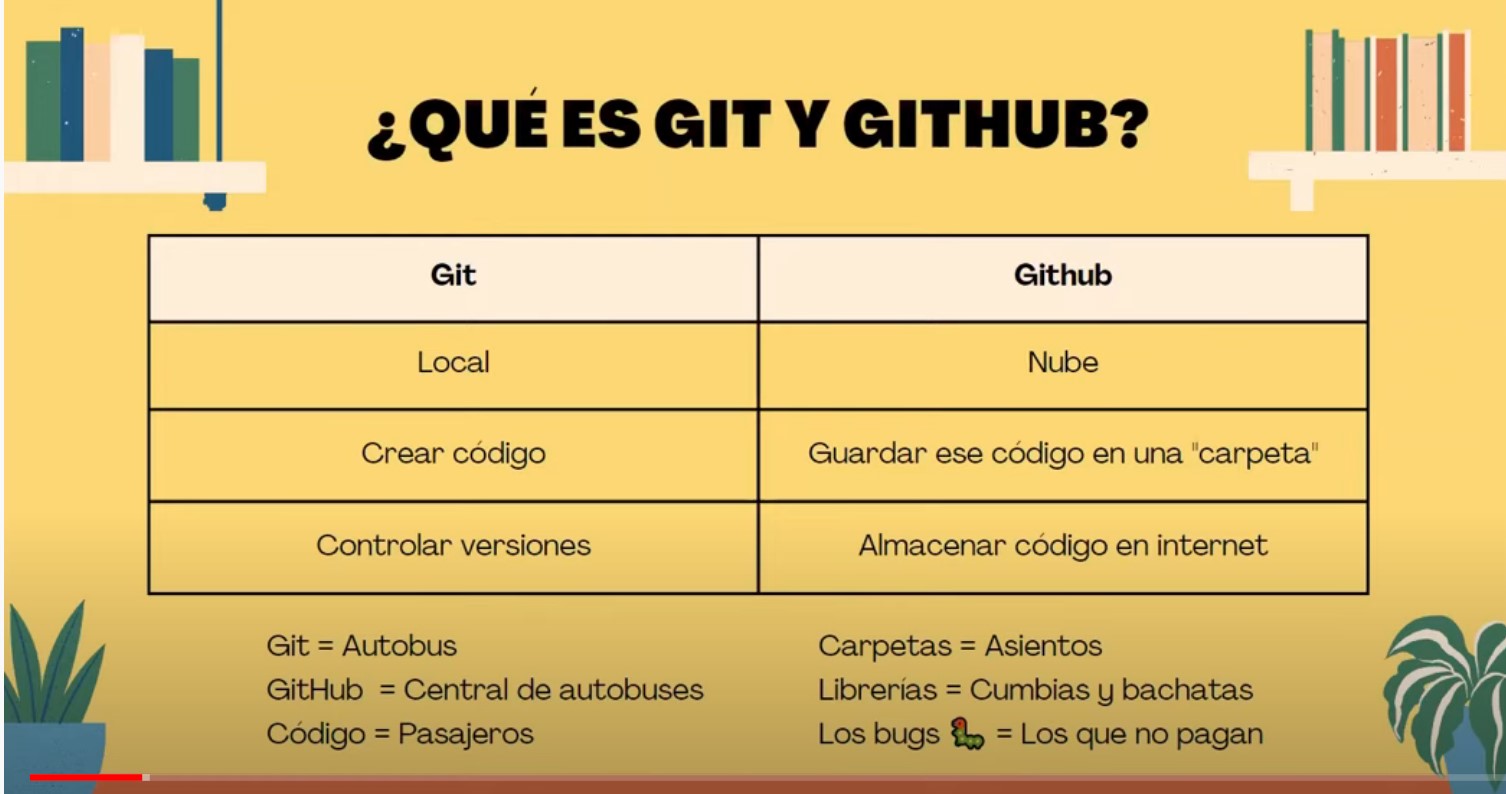 ¿QUÉ ES GIT Y GITHUB?
Git
Github
Local
Nube
Crear código
Guardar ese código en una "carpeta"
Controlar versiones
Almacenar código en internet
Git = Autobus
GitHub = Central de autobuses
Código = Pasajeros
Carpetas = Asientos
Librerías = Cumbias y bachatas
Los bugs 🐛 = Los que no pagan